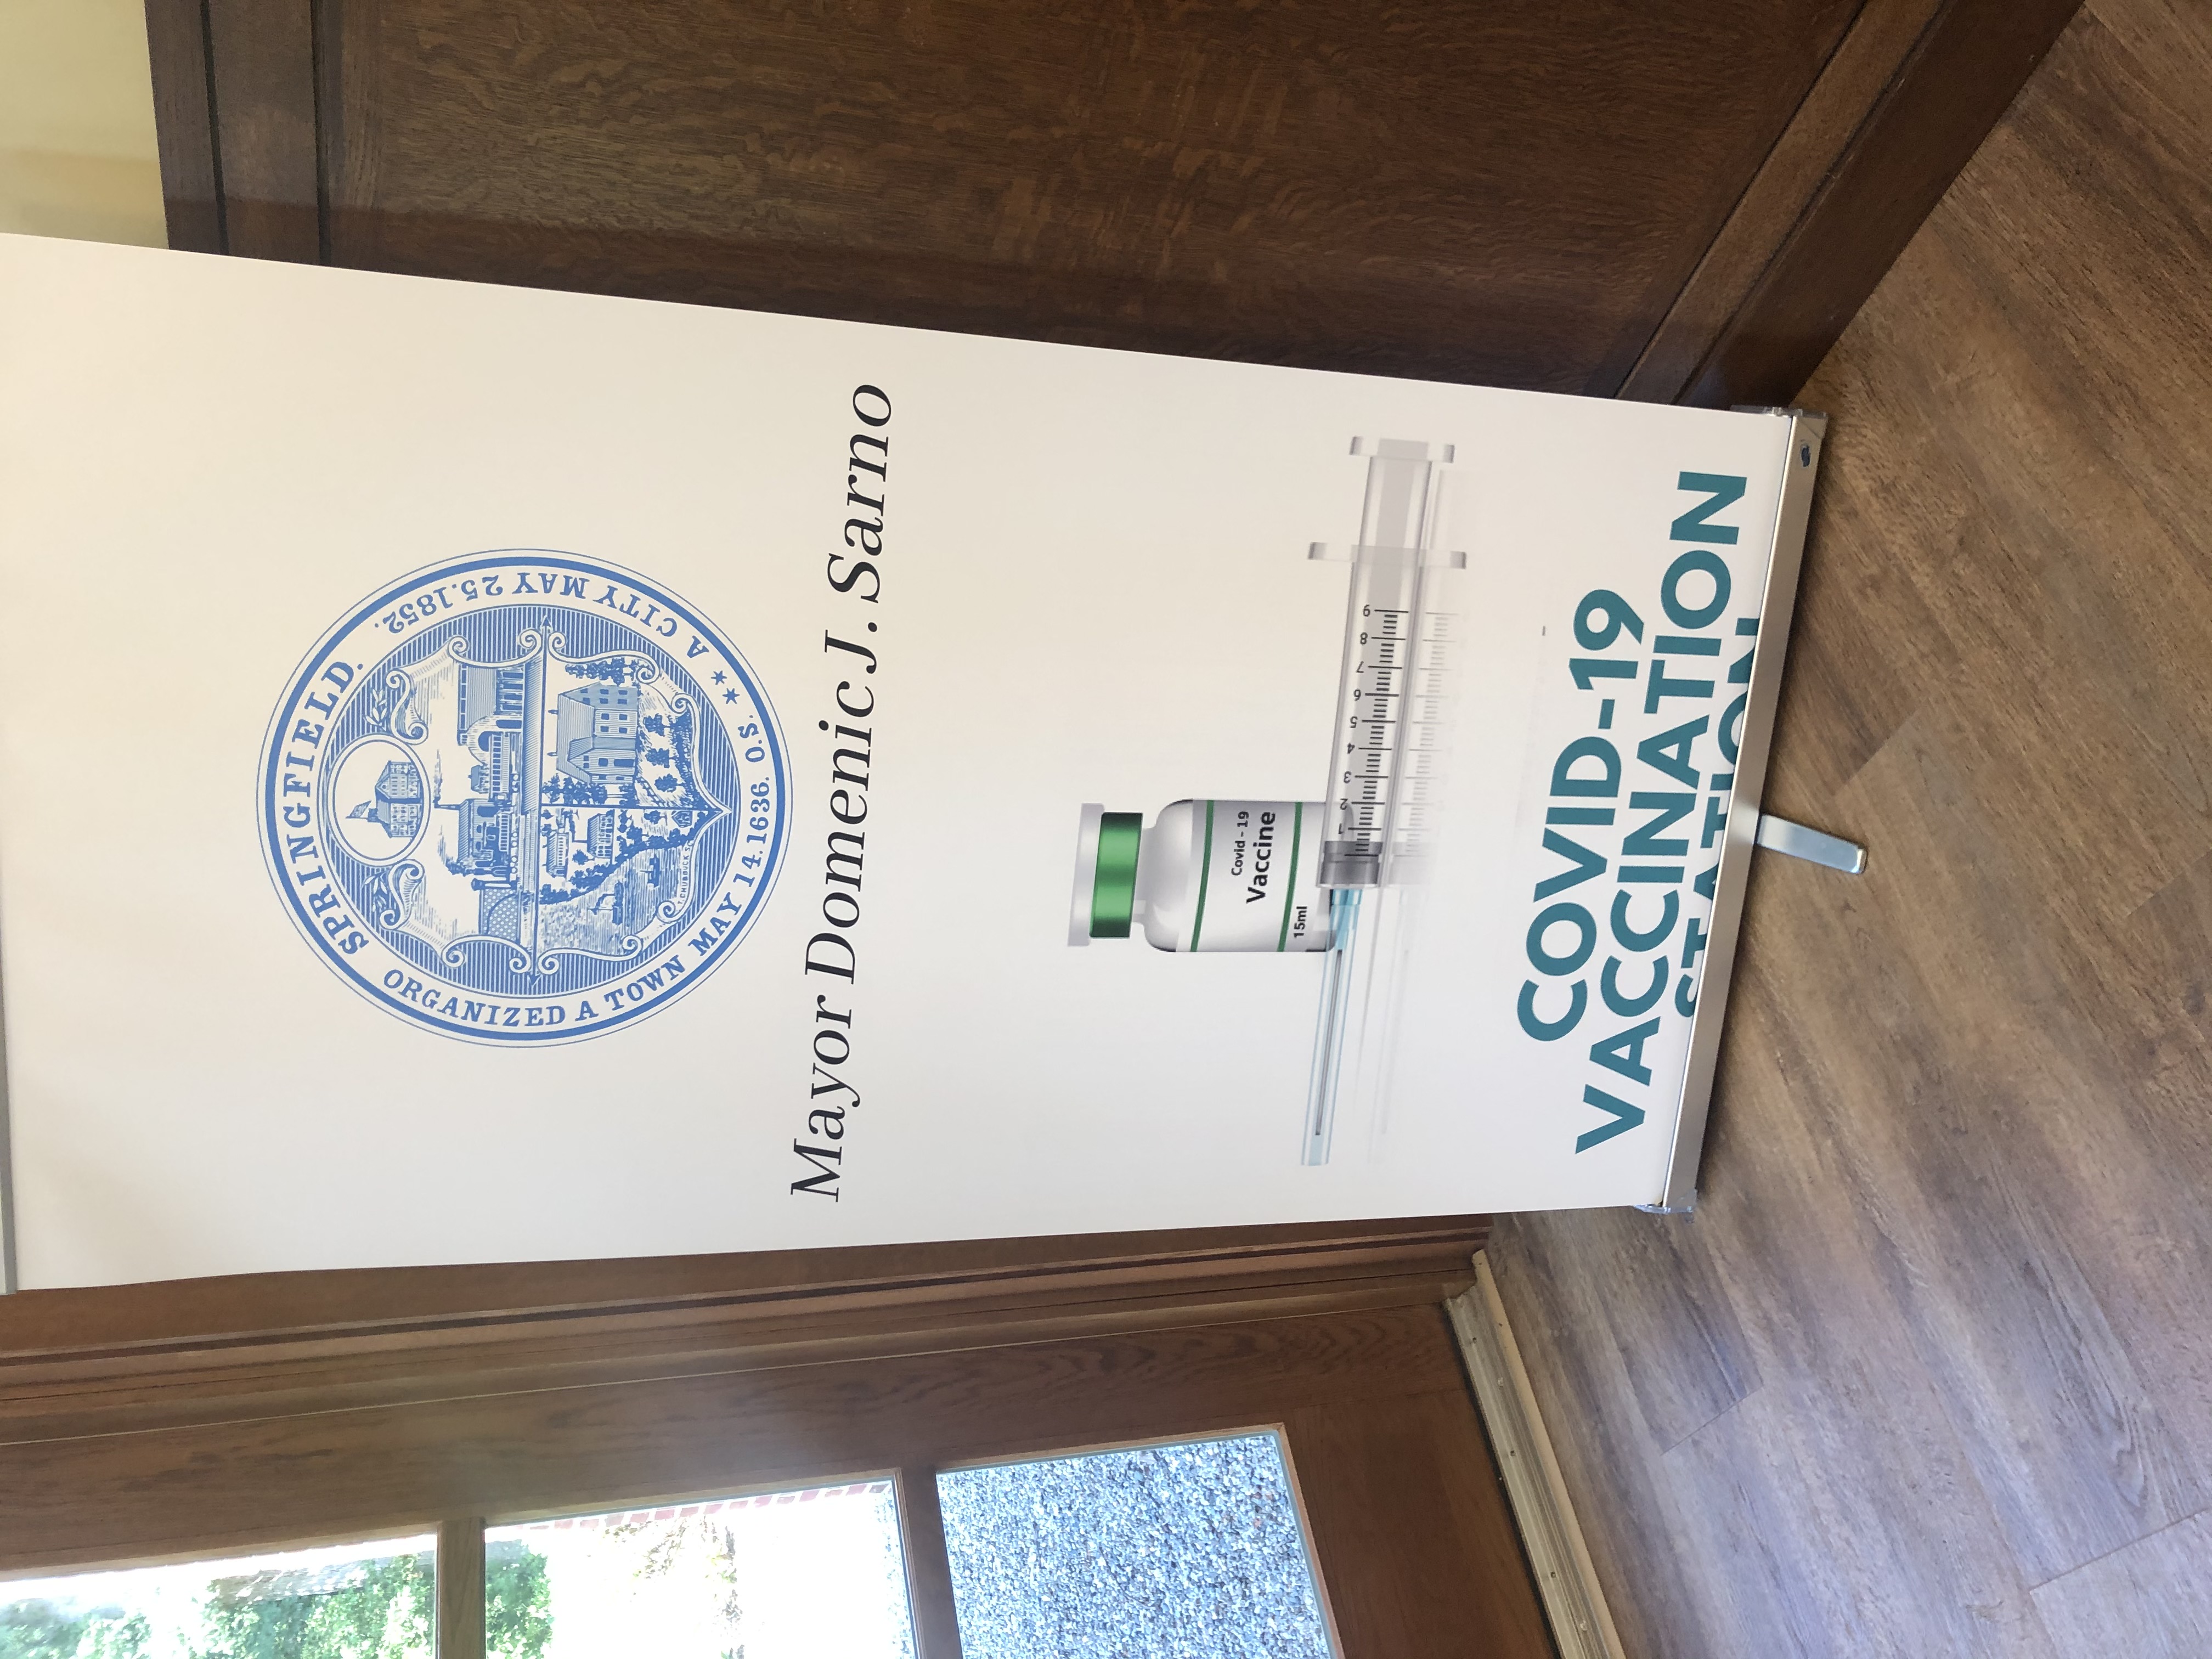 SPRINGFIELD.
ORGANIZED A TOWN MAY 14.1636. O.S. ** A CITY MAY 25.1852.
Mayor Domenic J. Sarno
Covid - 19
Vaccine
15ml
1 2 3 4 5 6 7 8 9
COVID-19
VACCINATION
STATION